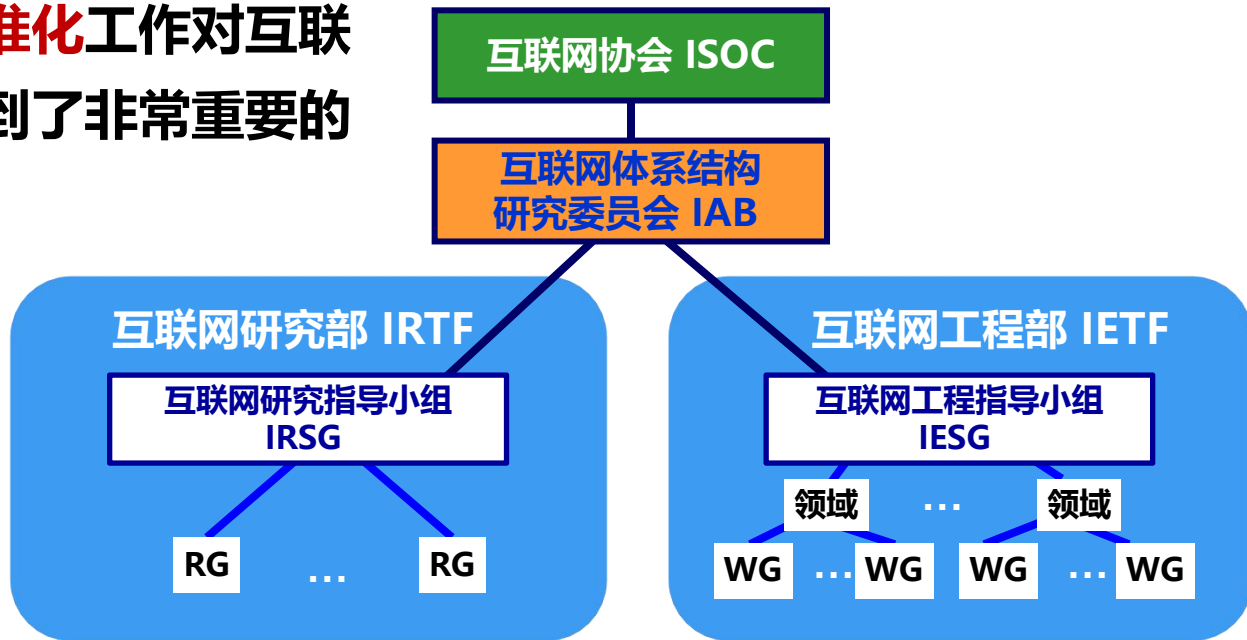 准化工作对互联
到了非常重要的
互联网协会 ISOC
互联网体系结构
研究委员会 IAB
互联网研究部 IRTF
互联网研究指导小组
IRSG
RG
...
RG
互联网工程部 IETF
互联网工程指导小组
IESG
领域
...
领域
WG
...
WG
WG
...
WG